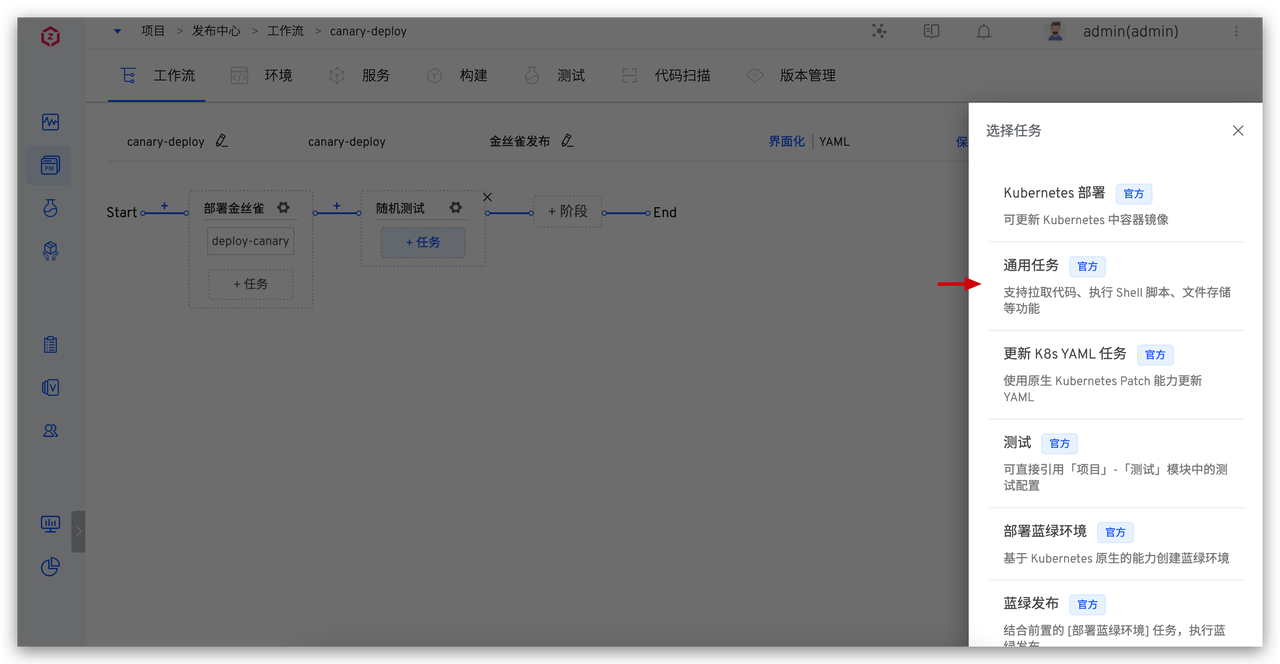 项目 > 发布中心 > 工作流 > canary-deploy
admin(admin)
工作流 环境 服务 构建 测试 代码扫描 版本管理
canary-deploy canary-deploy 金丝雀发布 界面化 | YAML 保
Start 部署金丝雀 随机测试 + 阶段 End
deploy-canary + 任务
+ 任务
选择任务
Kubernetes 部署 官方
可更新 Kubernetes 中容器镜像
通用任务 官方
支持拉取代码、执行 Shell 脚本、文件存储
等功能
更新 K8s YAML 任务 官方
使用原生 Kubernetes Patch 能力更新
YAML
测试 官方
可直接引用「项目」-「测试」模块中的测
试配置
部署蓝绿环境 官方
基于 Kubernetes 原生的能力创建蓝绿环境
蓝绿发布 官方
结合前置的 [部署蓝绿环境] 任务，执行蓝
绿发布